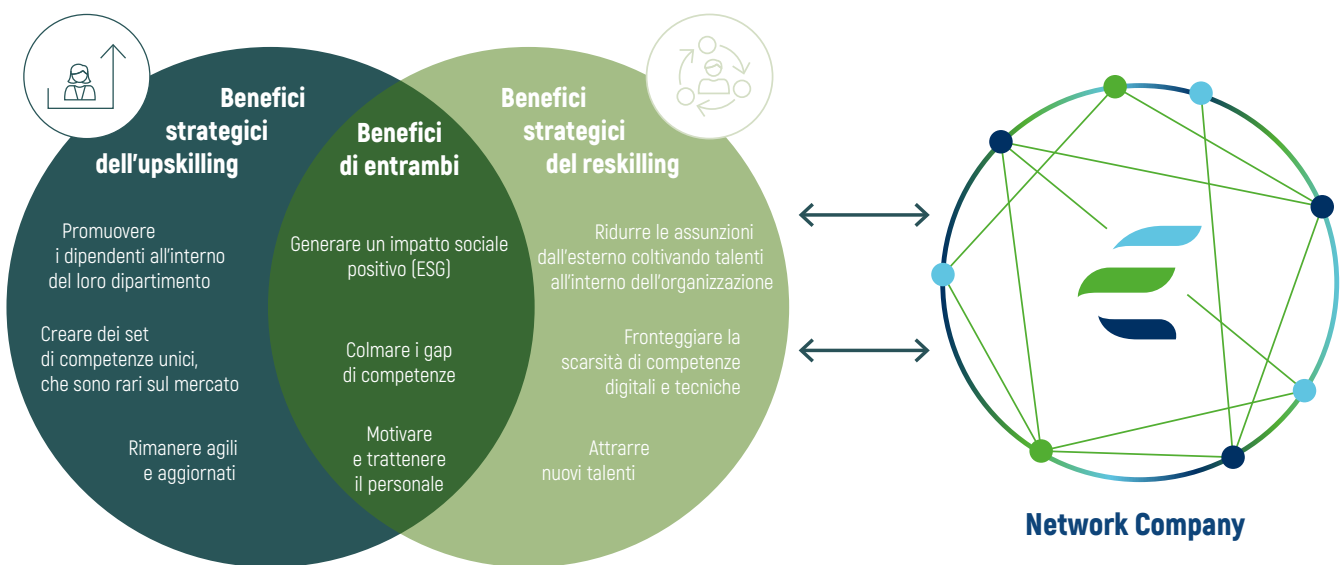 Benefici
strategici
dell'upskilling
Promuovere
i dipendenti all'interno
del loro dipartimento
Creare dei set
di competenze unici,
che sono rari sul mercato
Rimanere agili
e aggiornati
Benefici
di entrambi
Generare un impatto sociale
positivo (ESG)
Colmare i gap
di competenze
Motivare
e trattenere
il personale
Benefici
strategici
del reskilling
Ridurre le assunzioni
dall'esterno coltivando talenti
all'interno dell'organizzazione
Fronteggiare la
scarsità di competenze
digitali e tecniche
Attrarre
nuovi talenti
Network Company